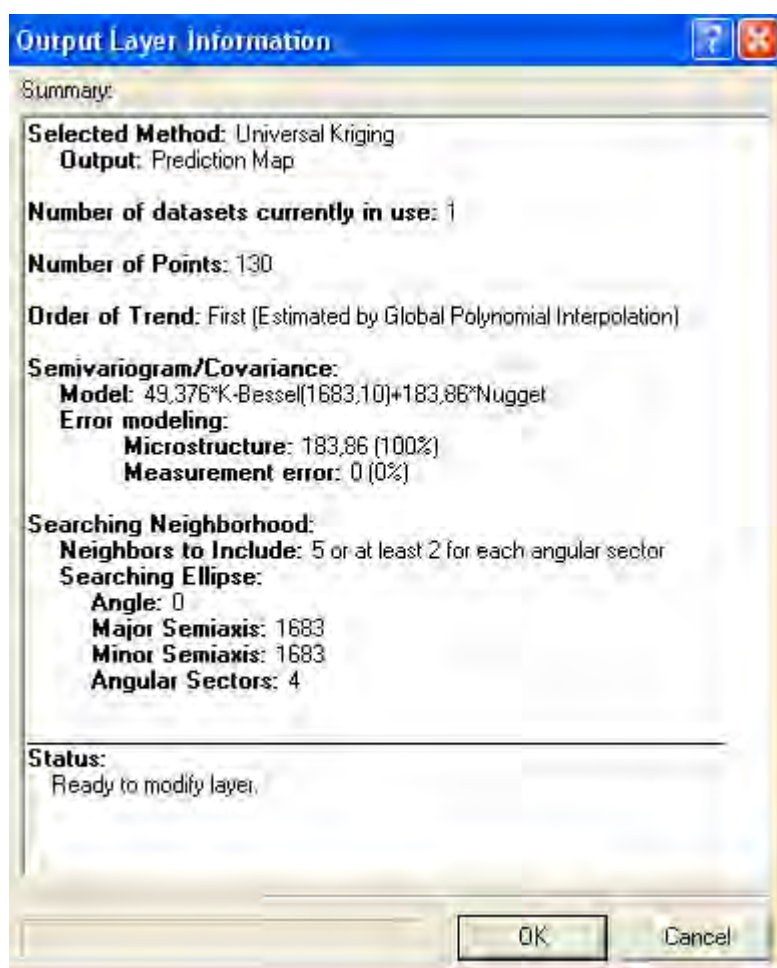 Output Layer Information
Summary:
Selected Method: Universal Kriging
Output: Prediction Map
Number of datasets currently in use: 1
Number of Points: 130
Order of Trend: First (Estimated by Global Polynomial Interpolation)
Semivariogram/Covariance:
Model: 49,376*K-Bessel(1683,10)+183,86*Nugget
Error modeling:
Microstructure: 183,86 (100%)
Measurement error: 0 (0%)
Searching Neighborhood:
Neighbors to Include: 5 or at least 2 for each angular sector
Searching Ellipse:
Angle: 0
Major Semiaxis: 1683
Minor Semiaxis: 1683
Angular Sectors: 4
Status:
Ready to modify layer.
OK Cancel